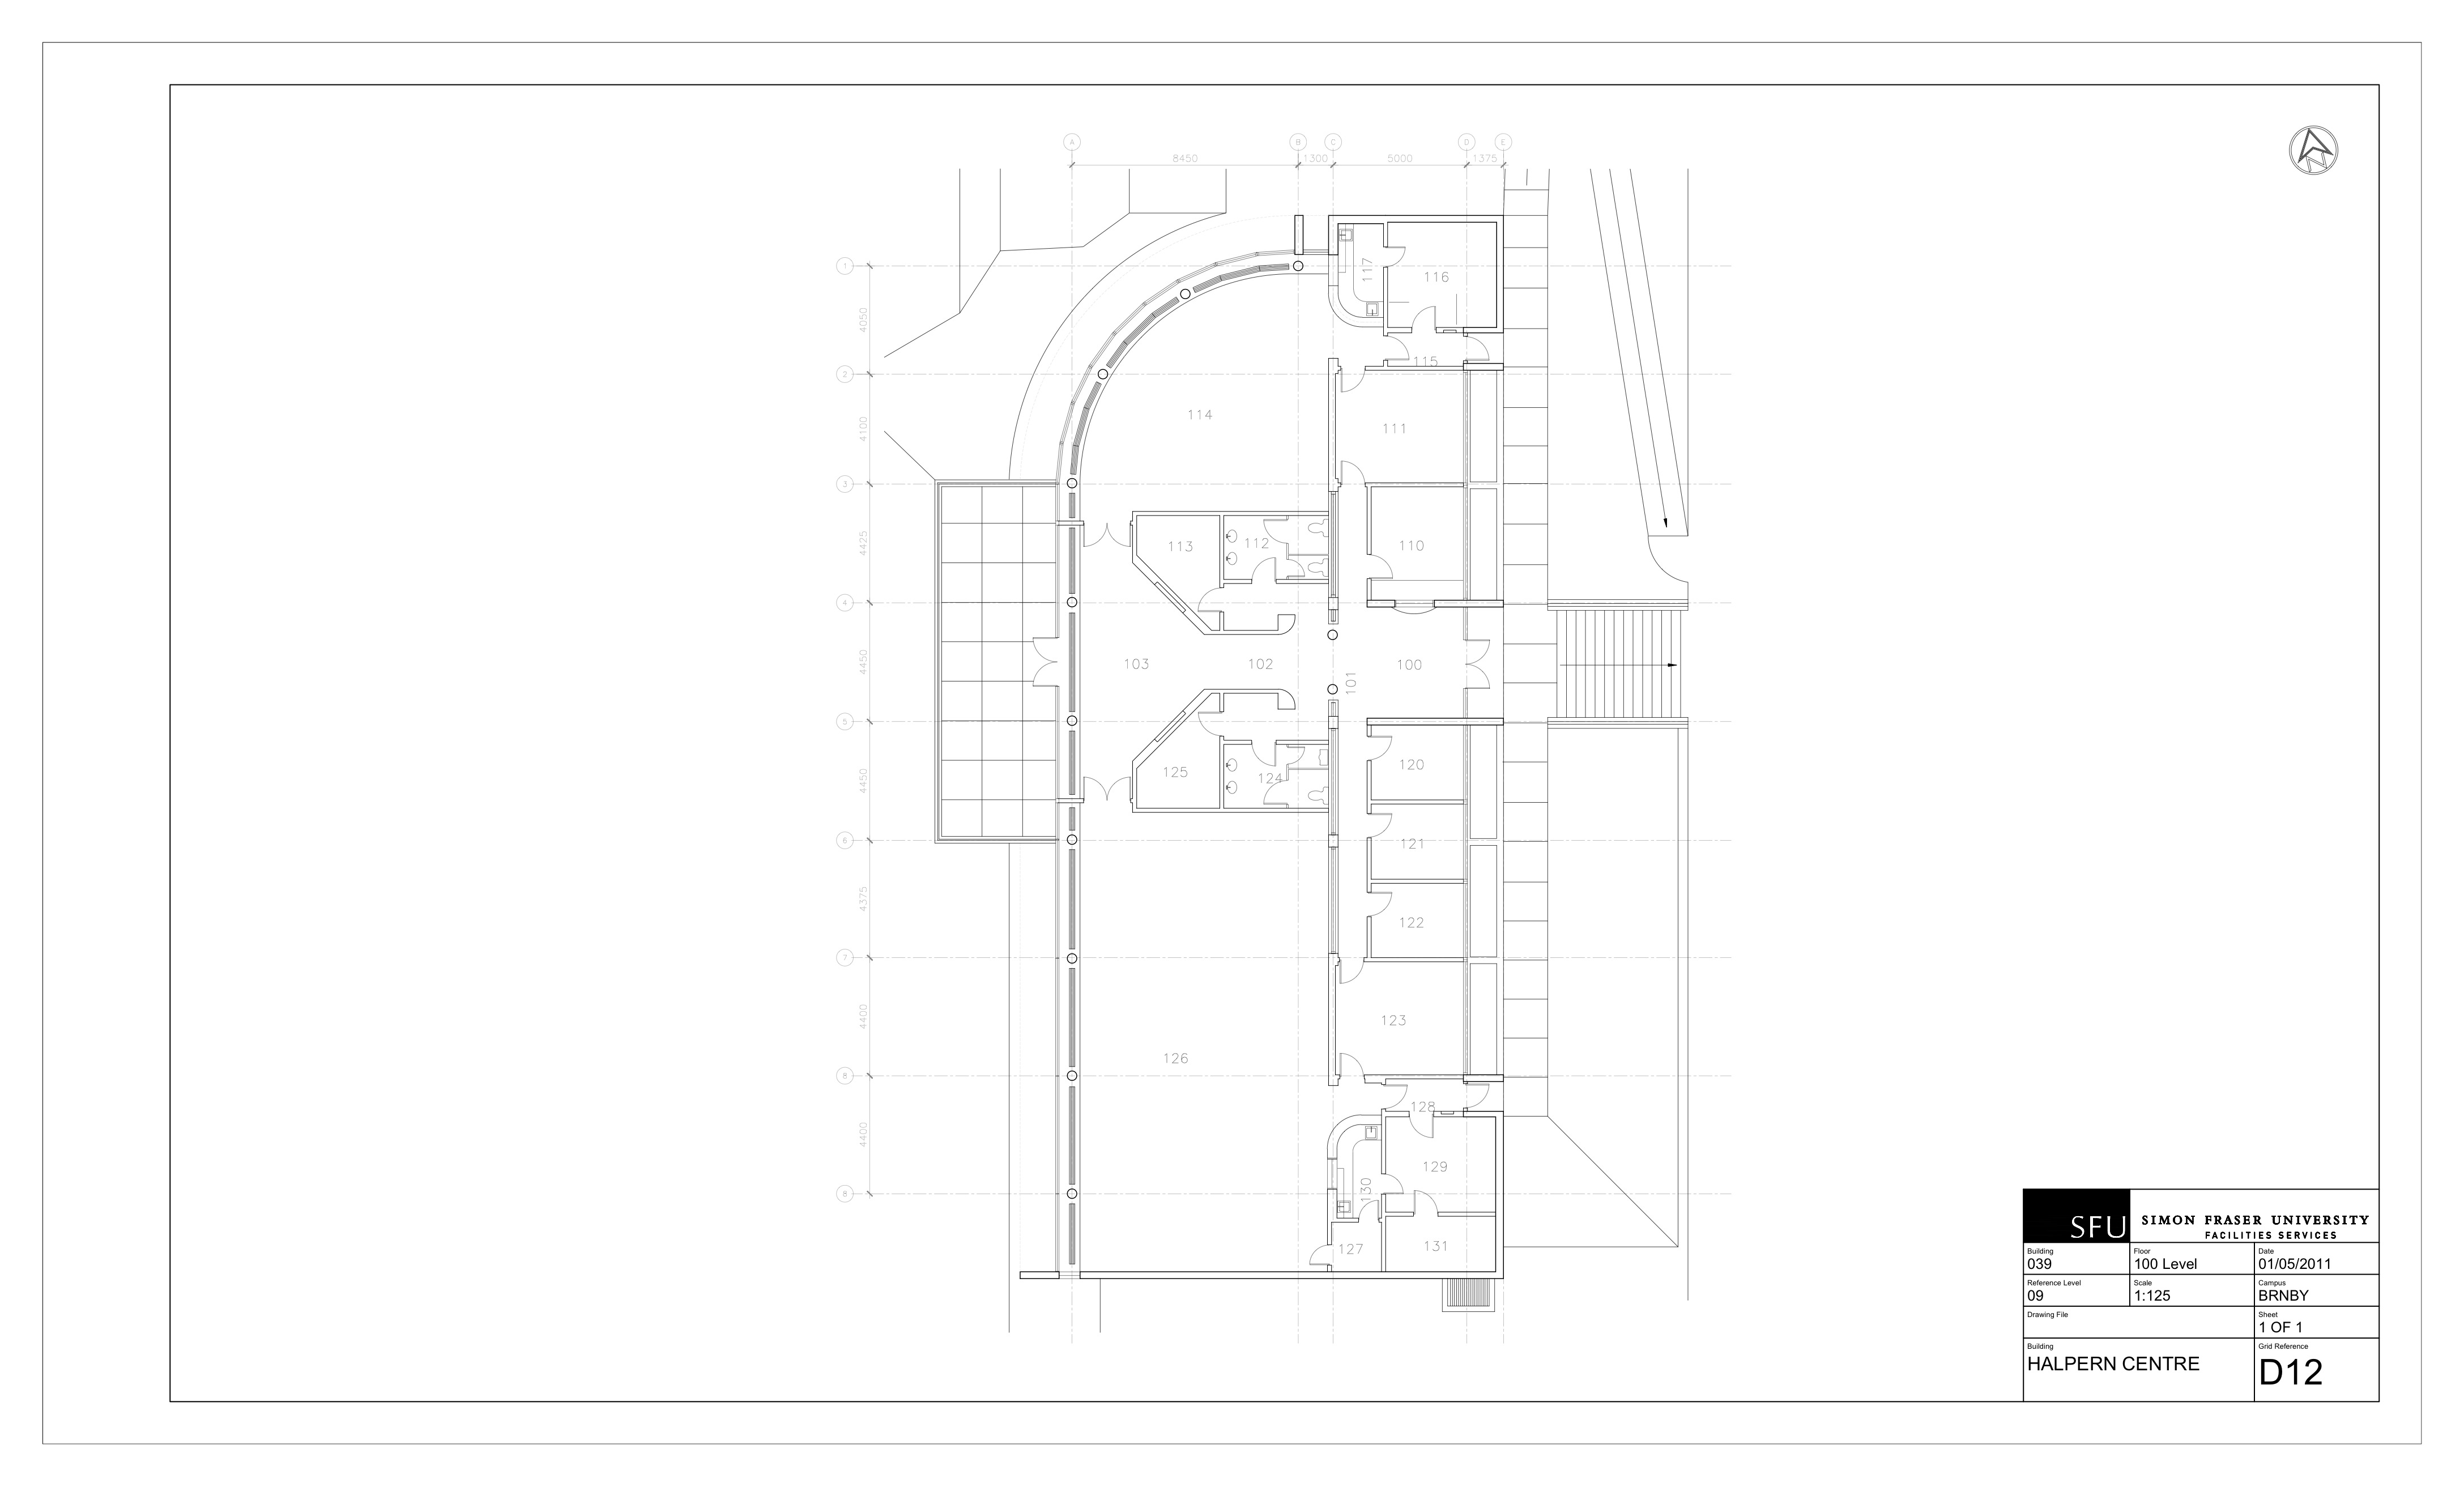 A B C D E
8450 1300 5000 1375
N
1
4050
2
4100
3
4425
4
4450
5
4450
6
4375
7
4400
8
4400
8
117
116
115
114
111
113
112
110
103
102
101
100
120
125
124
121
122
123
126
128
129
130
127
131
SFU
SIMON FRASER UNIVERSITY
FACILITIES SERVICES
Building
039
Floor
100 Level
Date
01/05/2011
Reference Level
09
Scale
1:125
Campus
BRNBY
Drawing File
Sheet
1 OF 1
Building
HALPERN CENTRE
Grid Reference
D12